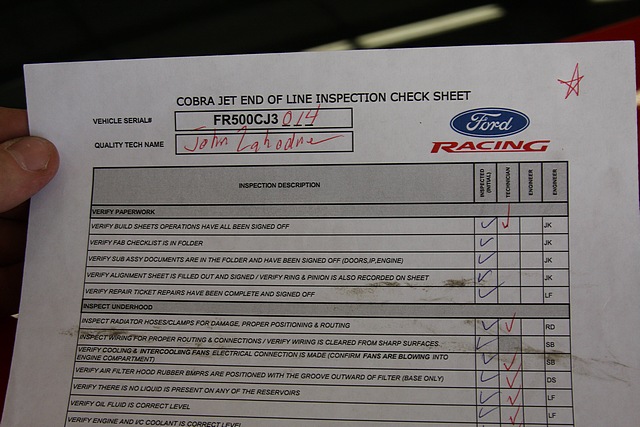 COBRA JET END OF LINE INSPECTION CHECK SHEET
VEHICLE SERIAL# FR500CJ3 014
QUALITY TECH NAME John
Ford
RACING
INSPECTION DESCRIPTION INSPECTED (INITIAL) TECHNICIAN ENGINEER ENGINEER
VERIFY PAPERWORK
VERIFY BUILD SHEETS OPERATIONS HAVE ALL BEEN SIGNED OFF JK
VERIFY FAB CHECKLIST IS IN FOLDER JK
VERIFY SUB ASSY DOCUMENTS ARE IN THE FOLDER AND HAVE BEEN SIGNED OFF (DOORS,IP,ENGINE) JK
VERIFY ALIGNMENT SHEET IS FILLED OUT AND SIGNED / VERIFY RING & PINION IS ALSO RECORDED ON SHEET JK
VERIFY REPAIR TICKET REPAIRS HAVE BEEN COMPLETE AND SIGNED OFF LF
INSPECT UNDERHOOD
INSPECT RADIATOR HOSES/CLAMPS FOR DAMAGE, PROPER POSITIONING & ROUTING RD
INSPECT WIRING FOR PROPER ROUTING & CONNECTIONS / VERIFY WIRING IS CLEARED FROM SHARP SURFACES. SB
VERIFY COOLING & INTERCOOLING FANS ELECTRICAL CONNECTION IS MADE (CONFIRM FANS ARE BLOWING INTO
ENGINE COMPARTMENT) SB
VERIFY AIR FILTER HOOD RUBBER BMPRS ARE POSITIONED WITH THE GROOVE OUTWARD OF FILTER (BASE ONLY) DS
VERIFY THERE IS NO LIQUID IS PRESENT ON ANY OF THE RESERVOIRS LF
VERIFY OIL FLUID IS CORRECT LEVEL LF
VERIFY ENGINE AND I/C COOLANT IS CORRECT LEVEL